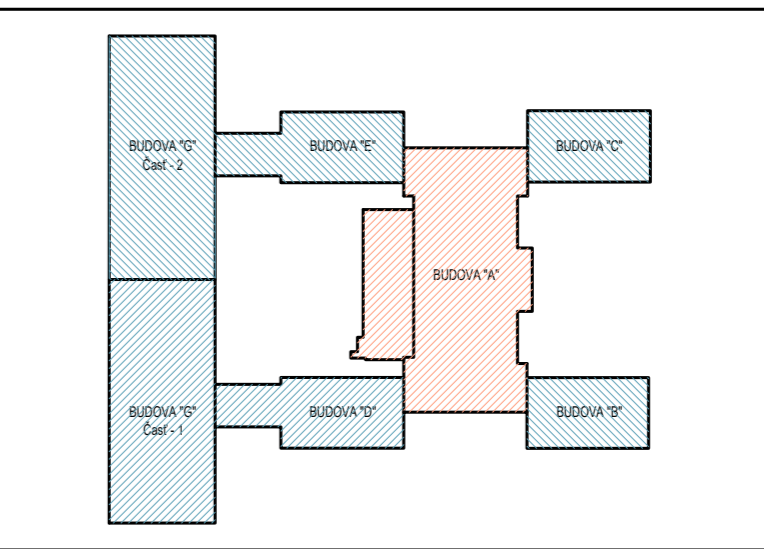 BUDOVA "G"
Časť - 2
BUDOVA "E"
BUDOVA "C"
BUDOVA "A"
BUDOVA "G"
Časť - 1
BUDOVA "D"
BUDOVA "B"